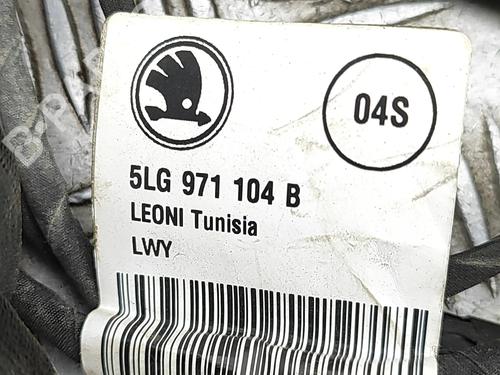 04S
5LG 971 104 B
LEONI Tunisia
LWY